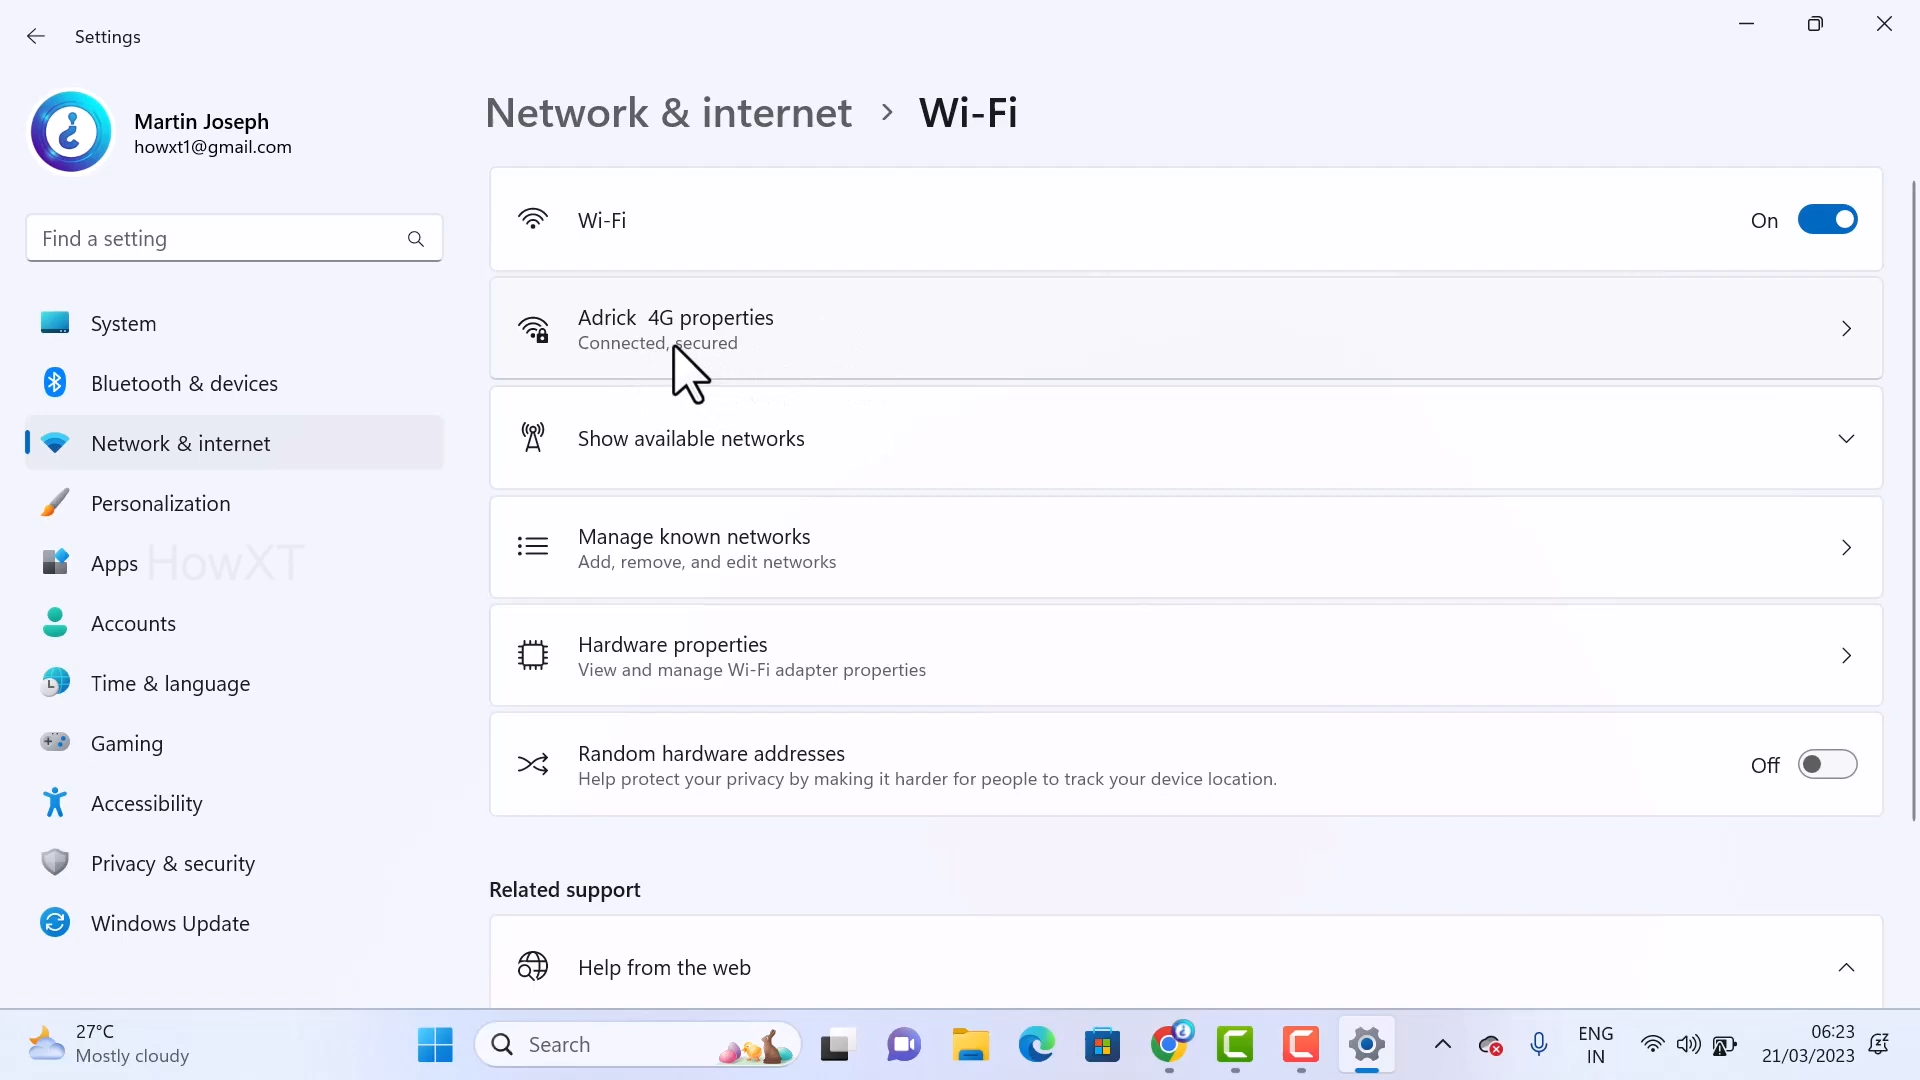 Settings
Martin Joseph
howxt1@gmail.com
Find a setting
System
Bluetooth & devices
Network & internet
Personalization
Apps
HowXT
Accounts
Time & language
Gaming
Accessibility
Privacy & security
Windows Update
Network & internet › Wi-Fi
Wi-Fi
On
Adrick  4G properties
Connected, secured
Show available networks
Manage known networks
Add, remove, and edit networks
Hardware properties
View and manage Wi-Fi adapter properties
Random hardware addresses
Help protect your privacy by making it harder for people to track your device location.
Off
Related support
Help from the web
27°C
Mostly cloudy
Search
ENG
IN
06:23
21/03/2023